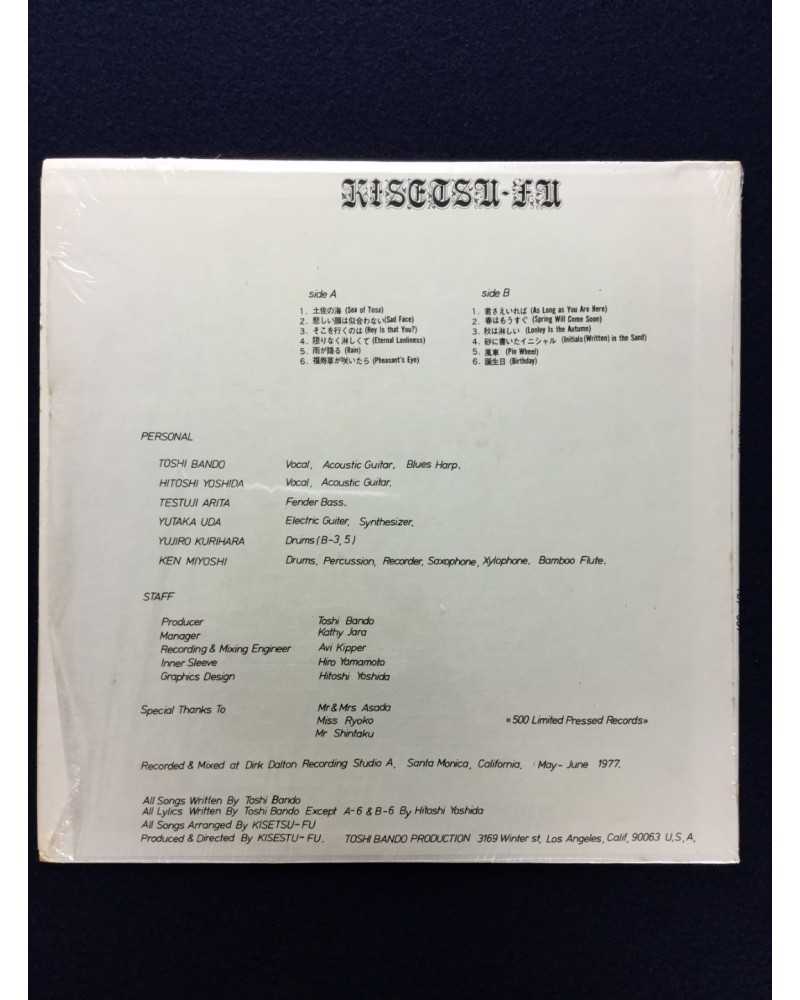 KISETSU-FU
side A
1. 土佐の海 (Sea of Tosa)
2. 悲しい顔は似合わない(Sad Face)
3. そこを行くのは (Hey Is that You?)
4. 限りなく淋しくて (Eternal Lonliness)
5. 雨が降る (Rain)
6. 福寿草が咲いたら (Pheasant's Eye)
side B
1. 君さえいれば (As Long as You Are Here)
2. 春はもうすぐ (Spring Will Come Soon)
3. 秋は淋しい (Lonley Is the Autumn)
4. 砂に書いたイニシャル (Initials(Written) in the Sand)
5. 風車 (Pin Wheel)
6. 誕生日 (Birthday)
PERSONAL
TOSHI BANDO Vocal, Acoustic Guitar, Blues Harp.
HITOSHI YOSHIDA Vocal, Acoustic Guitar.
TESTUJI ARITA Fender Bass.
YUTAKA UDA Electric Guiter, Synthesizer.
YUJIRO KURIHARA Drums (B-3, 5)
KEN MIYOSHI Drums, Percussion, Recorder, Saxophone, Xylophone, Bamboo Flute.
STAFF
Producer Toshi Bando
Manager Kathy Jara
Recording & Mixing Engineer Avi Kipper
Inner Sleeve Hiro Yamamoto
Graphics Design Hitoshi Yoshida
Special Thanks To Mr & Mrs Asada
Miss Ryoko
Mr Shintaku
«500 Limited Pressed Records»
Recorded & Mixed at Dirk Dalton Recording Studio A, Santa Monica, California, May-June 1977.
All Songs Written By Toshi Bando
All Lylics Written By Toshi Bando Except A-6 & B-6 By Hitoshi Yoshida
All Songs Arranged By KISETSU-FU
Produced & Directed By KISESTU-FU. TOSHI BANDO PRODUCTION 3169 Winter st, Los Angeles, Calif, 90063 U.S.A.